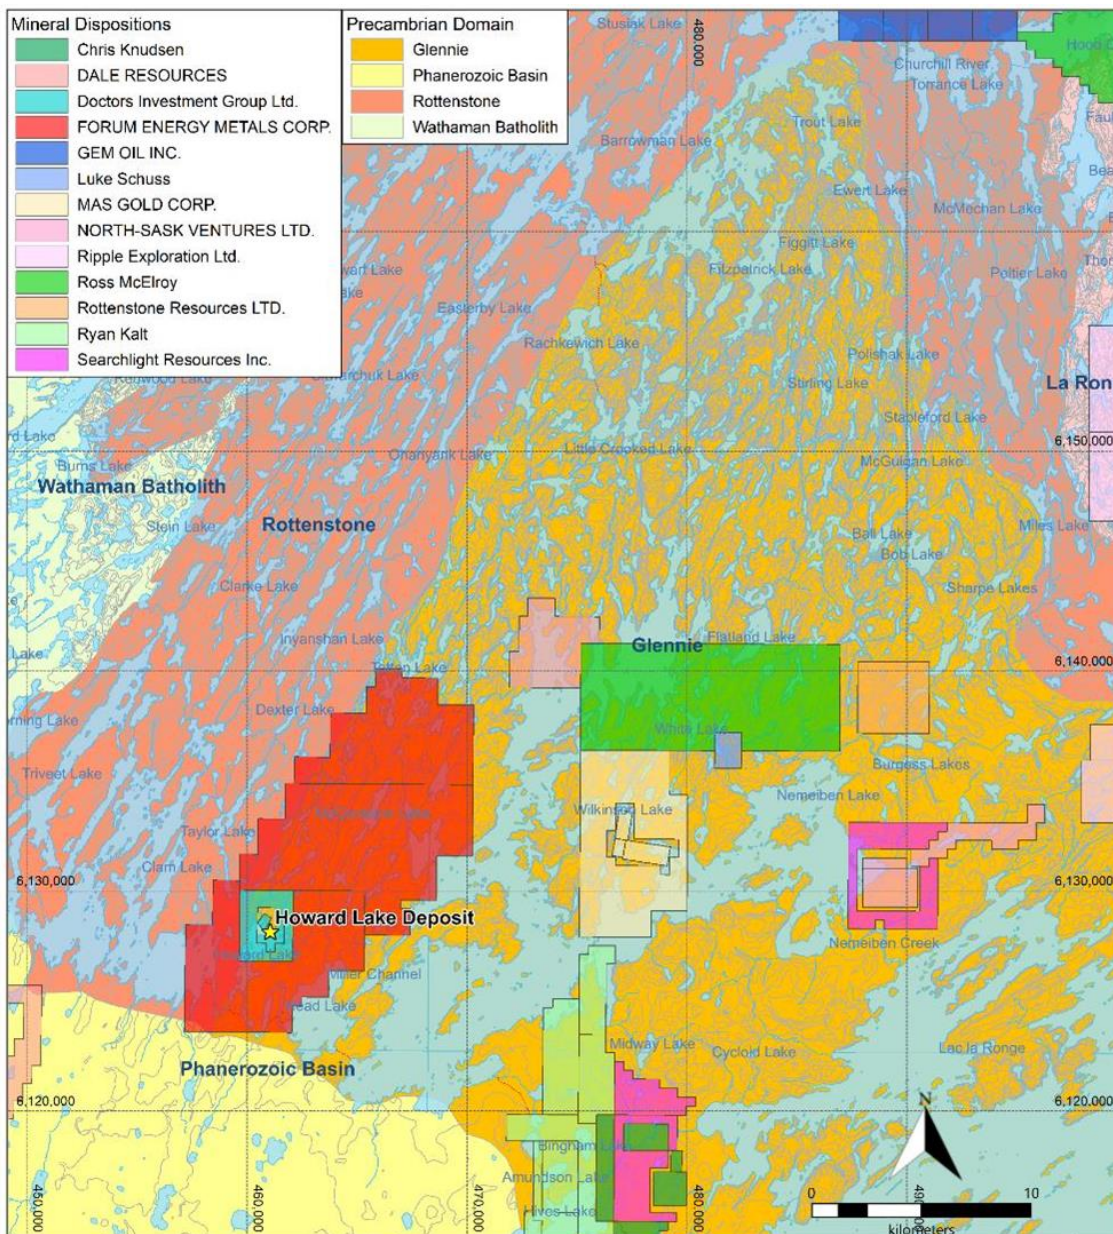 Mineral Dispositions
Chris Knudsen
DALE RESOURCES
Doctors Investment Group Ltd.
FORUM ENERGY METALS CORP.
GEM OIL INC.
Luke Schuss
MAS GOLD CORP.
NORTH-SASK VENTURES LTD.
Ripple Exploration Ltd.
Ross McElroy
Rottenstone Resources LTD.
Ryan Kalt
Searchlight Resources Inc.
Precambrian Domain
Glennie
Phanerozoic Basin
Rottenstone
Wathaman Batholith
Stusiak Lake
480,000
Churchill River
Torrance Lake
Trout Lake
Barrowman Lake
Ewert Lake
McMechan Lake
Figgitt Lake
Fitzpatrick Lake
Poltier Lake
Lake
Easterby Lake
Rachkewich Lake
Polishak Lake
Lake
Stirling Lake
La Ron
Stapleford Lake
6,150,000
Lake
Onanyank Lake
Little Crooked Lake
McGuigan Lake
Burns Lake
Wathaman Batholith
Stein Lake
Rottenstone
Miles Lake
Ball Lake
Bob Lake
Clarke Lake
Sharpe Lakes
Inyanshan Lake
Flatland Lake
Glennie
Lake
Lake
6,140,000
Dexter Lake
White Lake
Triveet Lake
Burgess Lakes
Nemeiben Lake
Wilkinson Lake
Taylor Lake
Clam Lake
6,130,000
6,130,000
Howard Lake Deposit
Nemeiben Creek
Channel
Lake
Midway Lake
Cycloid Lake
Lac la Ronge
Phanerozoic Basin
6,120,000
6,120,000
N
Bingham Lake
Amundson Lake
Hives Lake
450,000
460,000
470,000
480,000
0
10
kilometers